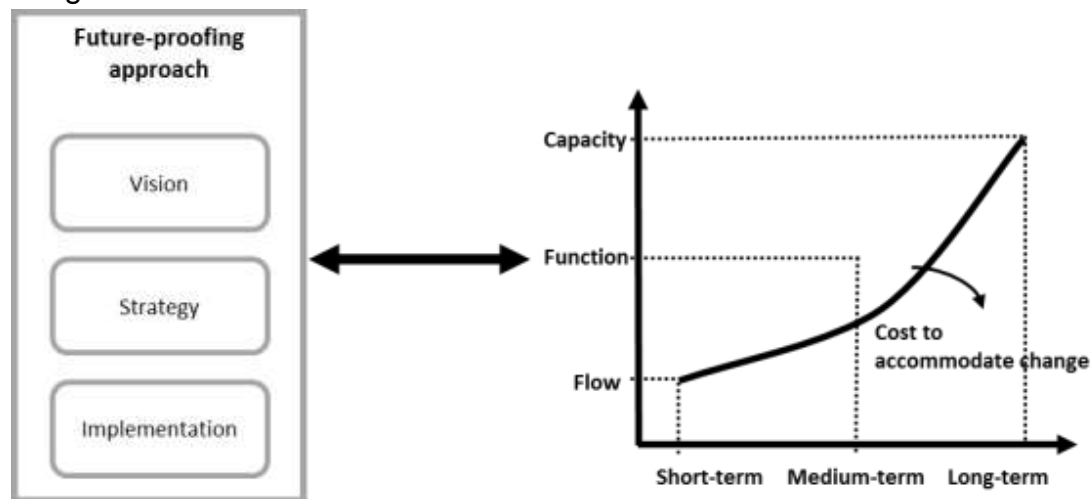 Future-proofing
approach
Vision
Strategy
Implementation
Capacity
Function
Flow
Cost to
accommodate change
Short-term Medium-term Long-term